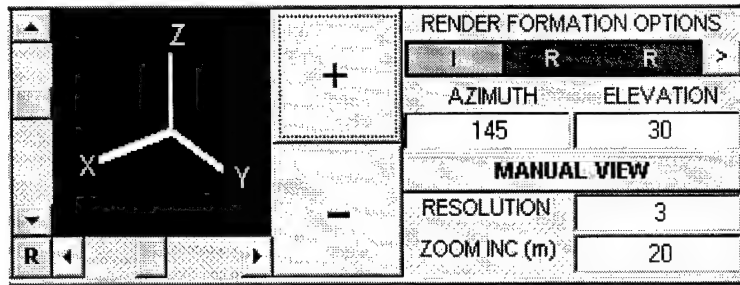 Z
X
Y
R
+
-
RENDER FORMATION OPTIONS
I R R >
AZIMUTH ELEVATION
145 30
MANUAL VIEW
RESOLUTION 3
ZOOM INC (m) 20